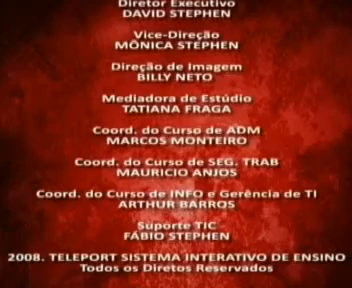 Diretor Executivo
DAVID STEPHEN
Vice-Direção
MÔNICA STEPHEN
Direção de Imagem
BILLY NETO
Mediadora de Estúdio
TATIANA FRAGA
Coord. do Curso de ADM
MARCOS MONTEIRO
Coord. do Curso de SEG. TRAB
MAURICIO ANJOS
Coord. do Curso de INFO e Gerência de TI
ARTHUR BARROS
Suporte TIC
FÁBIO STEPHEN
2008. TELEPORT SISTEMA INTERATIVO DE ENSINO
Todos os Diretos Reservados